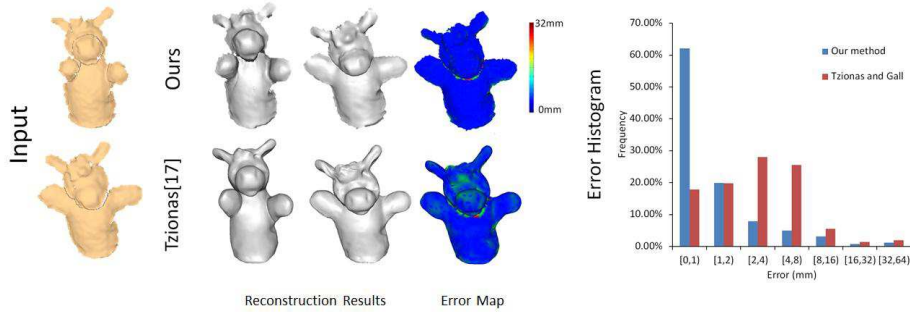 Input
Ours
Tzionas[17]
32mm
0mm
Reconstruction Results
Error Map
Error Histogram
Frequency
70.00%
60.00%
50.00%
40.00%
30.00%
20.00%
10.00%
0.00%
Our method
Tzionas and Gall
[0,1) [1,2) [2,4) [4,8) [8,16) [16,32) [32,64)
Error (mm)